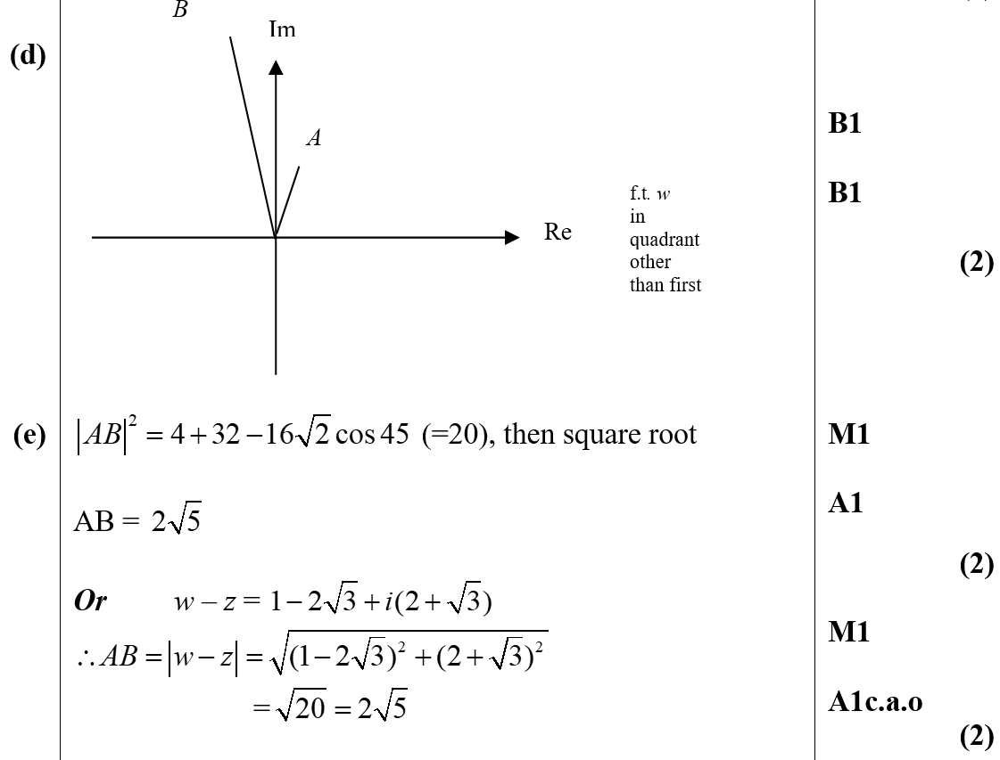 B
Im
(d)
B1
A
B1
f.t. w
in
quadrant
other
than first
Re
(2)
(e) |AB|² = 4 + 32 − 16√2 cos 45 (=20), then square root M1
A1
AB = 2√5
(2)
Or w − z = 1 − 2√3 + i(2 + √3)
M1
∴ AB = |w − z| = √((1 − 2√3)² + (2 + √3)²)
= √20 = 2√5
A1c.a.o
(2)